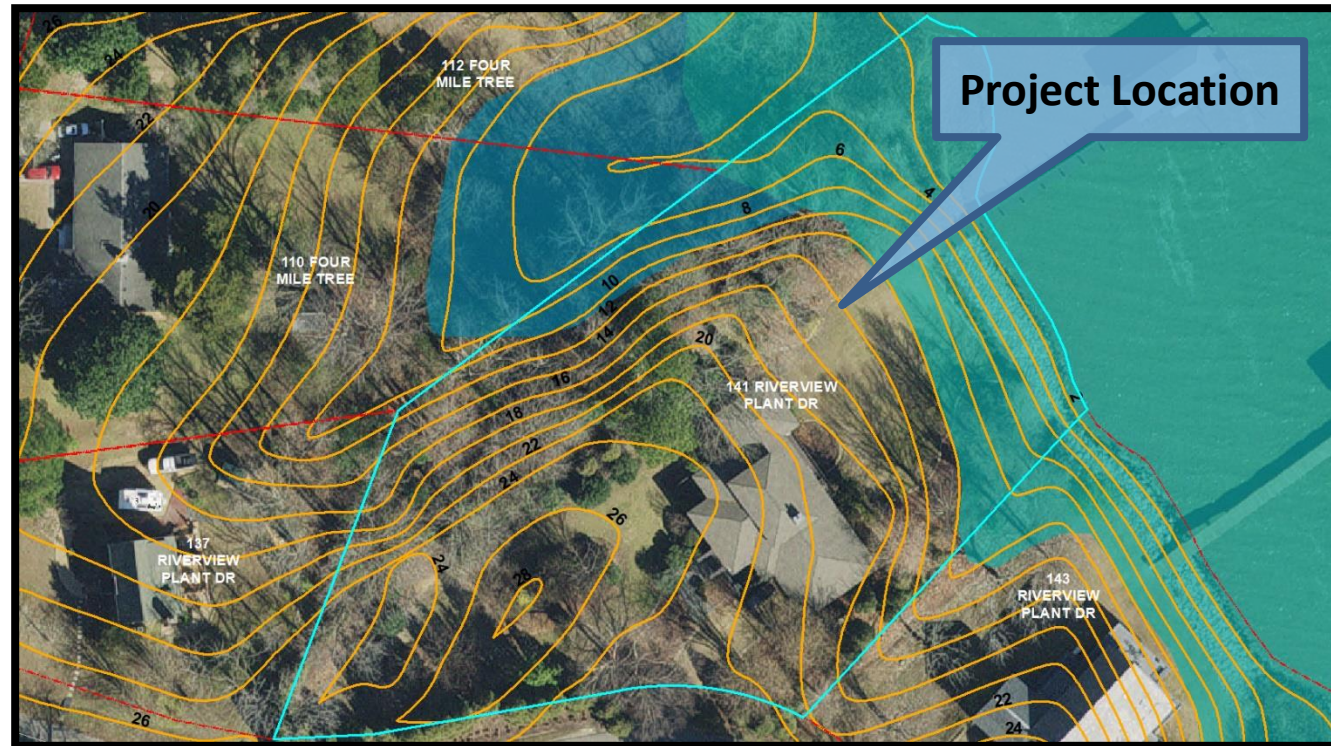 26
24
22
20
112 FOUR
MILE TREE
Project Location
6
4
8
110 FOUR
MILE TREE
10
12
14
20
16
141 RIVERVIEW
PLANT DR
2
18
22
24
26
137
RIVERVIEW
PLANT DR
24
28
143
RIVERVIEW
PLANT DR
26
22
24